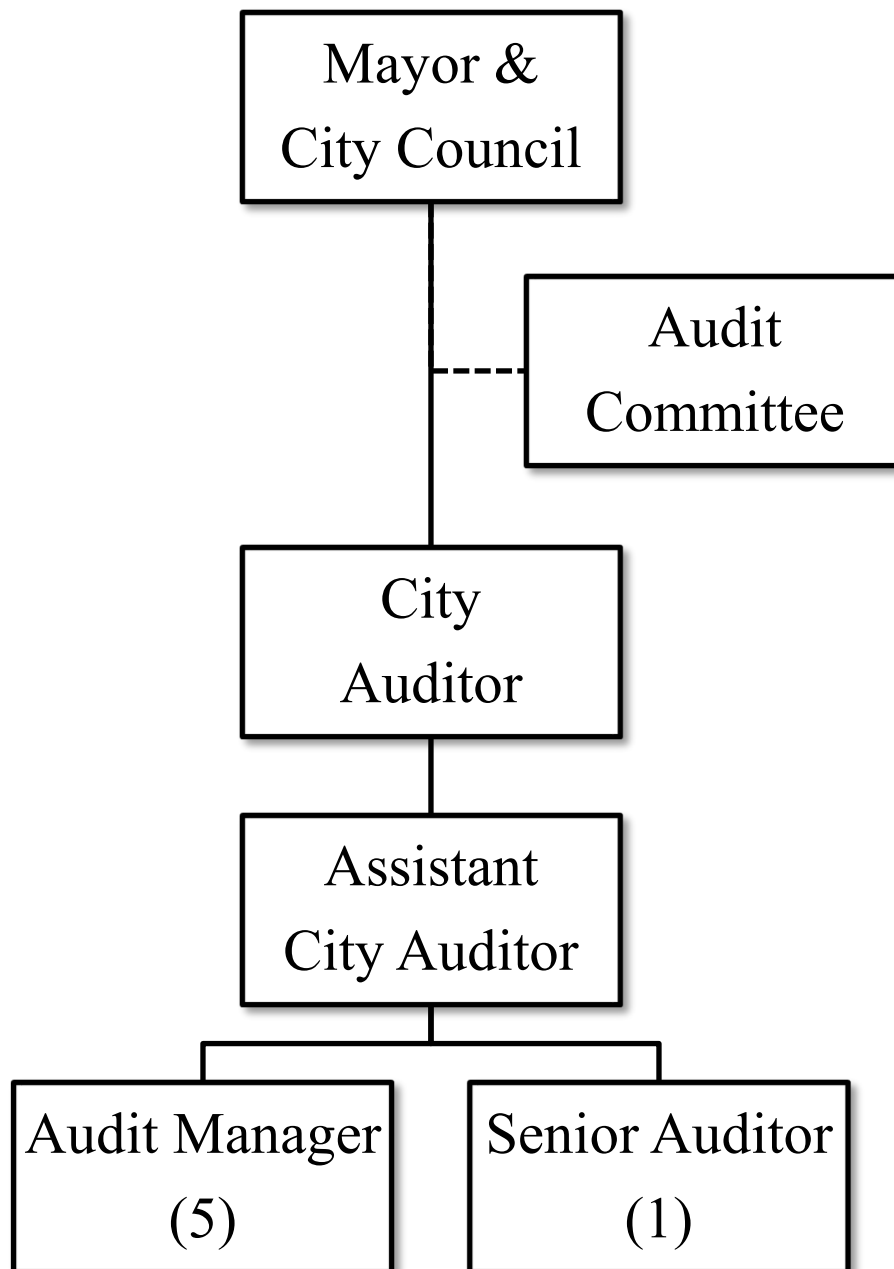 Mayor &
City Council
Audit
Committee
City
Auditor
Assistant
City Auditor
Audit Manager
(5)
Senior Auditor
(1)